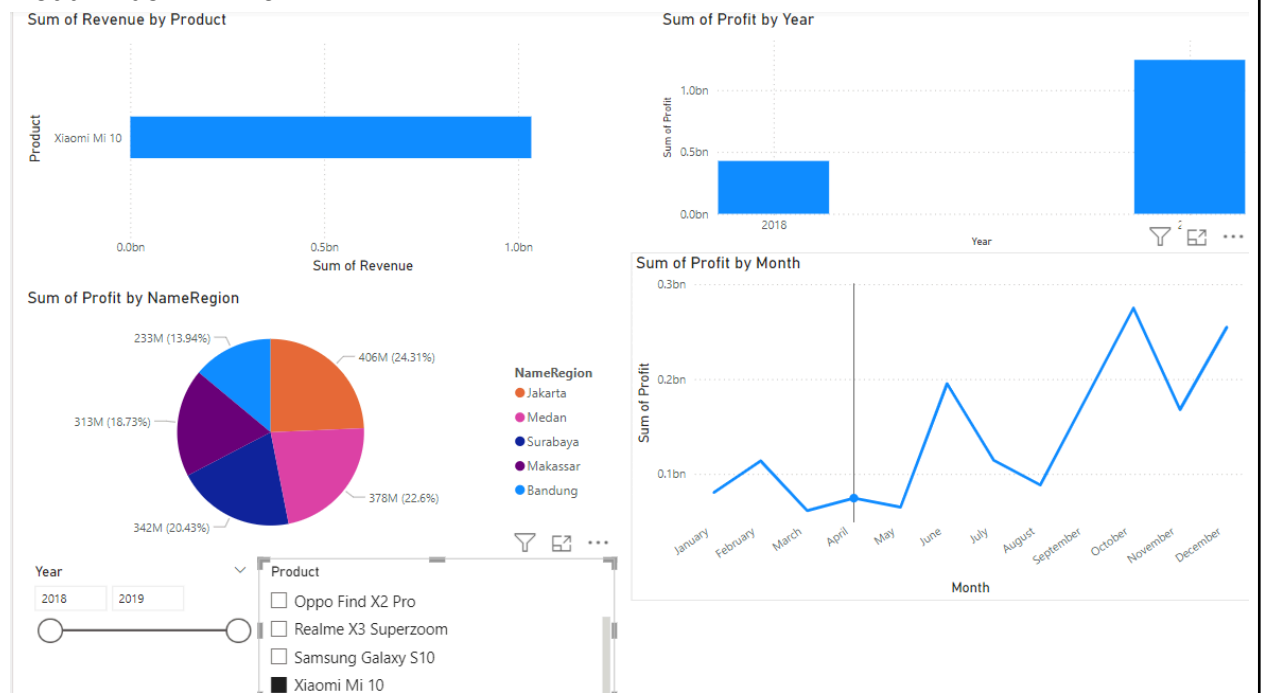 Sum of Revenue by Product
Product
Xiaomi Mi 10
0.0bn 0.5bn 1.0bn
Sum of Revenue
Sum of Profit by Year
Sum of Profit
1.0bn
0.5bn
0.0bn
2018
Year
Sum of Profit by NameRegion
233M (13.94%)
406M (24.31%)
313M (18.73%)
378M (22.6%)
342M (20.43%)
NameRegion
Jakarta
Medan
Surabaya
Makassar
Bandung
Sum of Profit by Month
Sum of Profit
0.3bn
0.2bn
0.1bn
January February March April May June July August September October November December
Month
Year
2018 2019
Product
Oppo Find X2 Pro
Realme X3 Superzoom
Samsung Galaxy S10
Xiaomi Mi 10